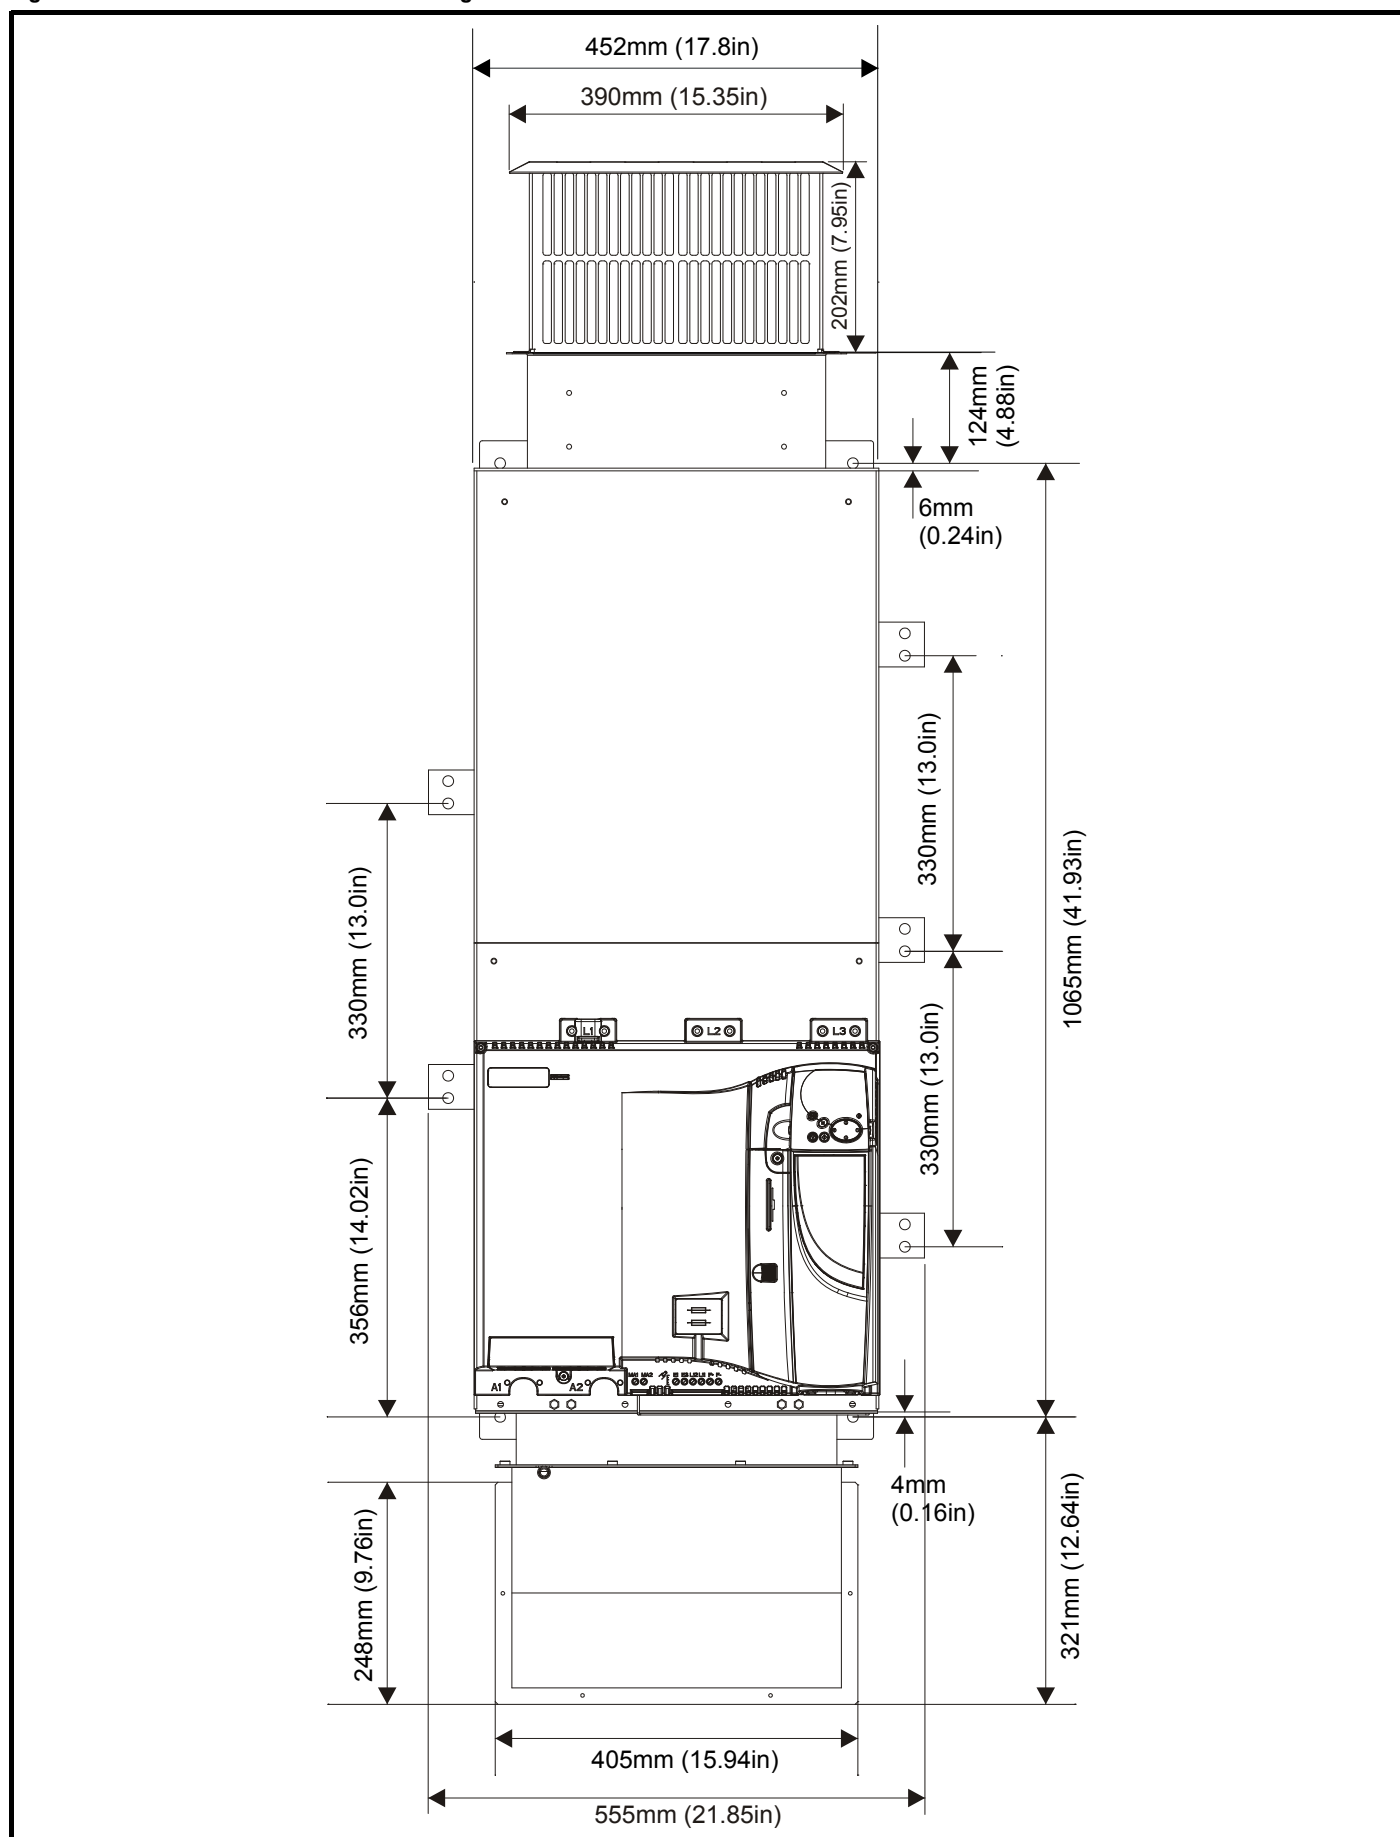 452mm (17.8in)
390mm (15.35in)
202mm (7.95in)
124mm
(4.88in)
6mm
(0.24in)
330mm (13.0in)
1065mm (41.93in)
330mm (13.0in)
330mm (13.0in)
L1
L2
L3
356mm (14.02in)
A1
A2
MA1 MA2
4mm
(0.16in)
248mm (9.76in)
321mm (12.64in)
405mm (15.94in)
555mm (21.85in)